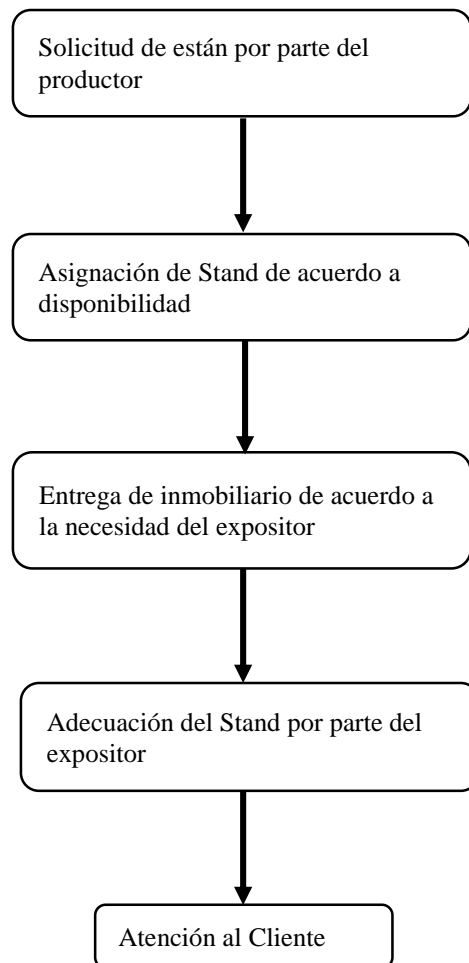 Solicitud de están por parte del
productor
Asignación de Stand de acuerdo a
disponibilidad
Entrega de inmobiliario de acuerdo a
la necesidad del expositor
Adecuación del Stand por parte del
expositor
Atención al Cliente